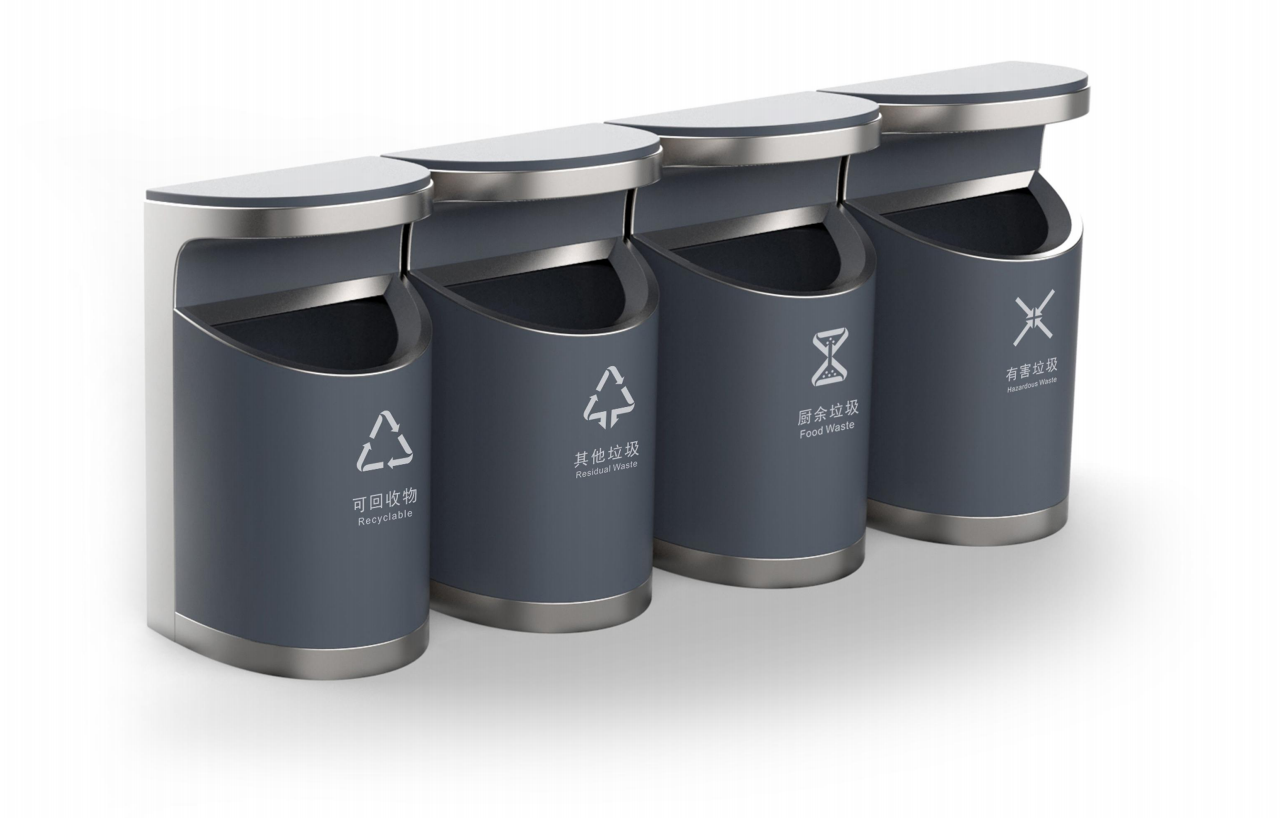 可回收物
Recyclable
其他垃圾
Residual Waste
厨余垃圾
Food Waste
有害垃圾
Hazardous Waste